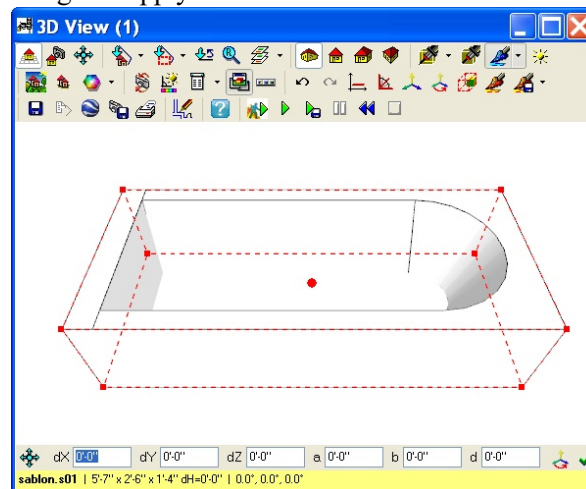 3D View (1)
dX 0'-0" dY 0'-0" dZ 0'-0" a 0'-0" b 0'-0" d 0'-0"
sablon.s01 | 5'-7" x 2'-6" x 1'-4" dH=0'-0" | 0.0°, 0.0°, 0.0°